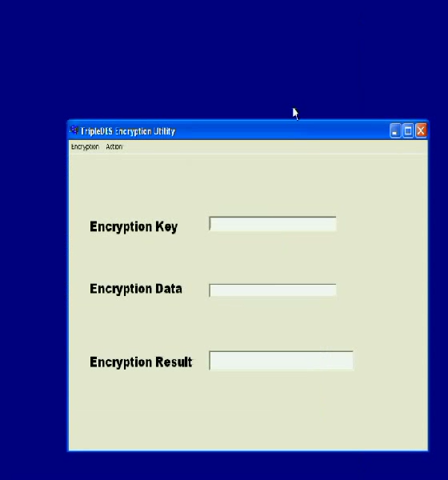 TripleDES Encryption Utility
Encryption Action
Encryption Key
Encryption Data
Encryption Result